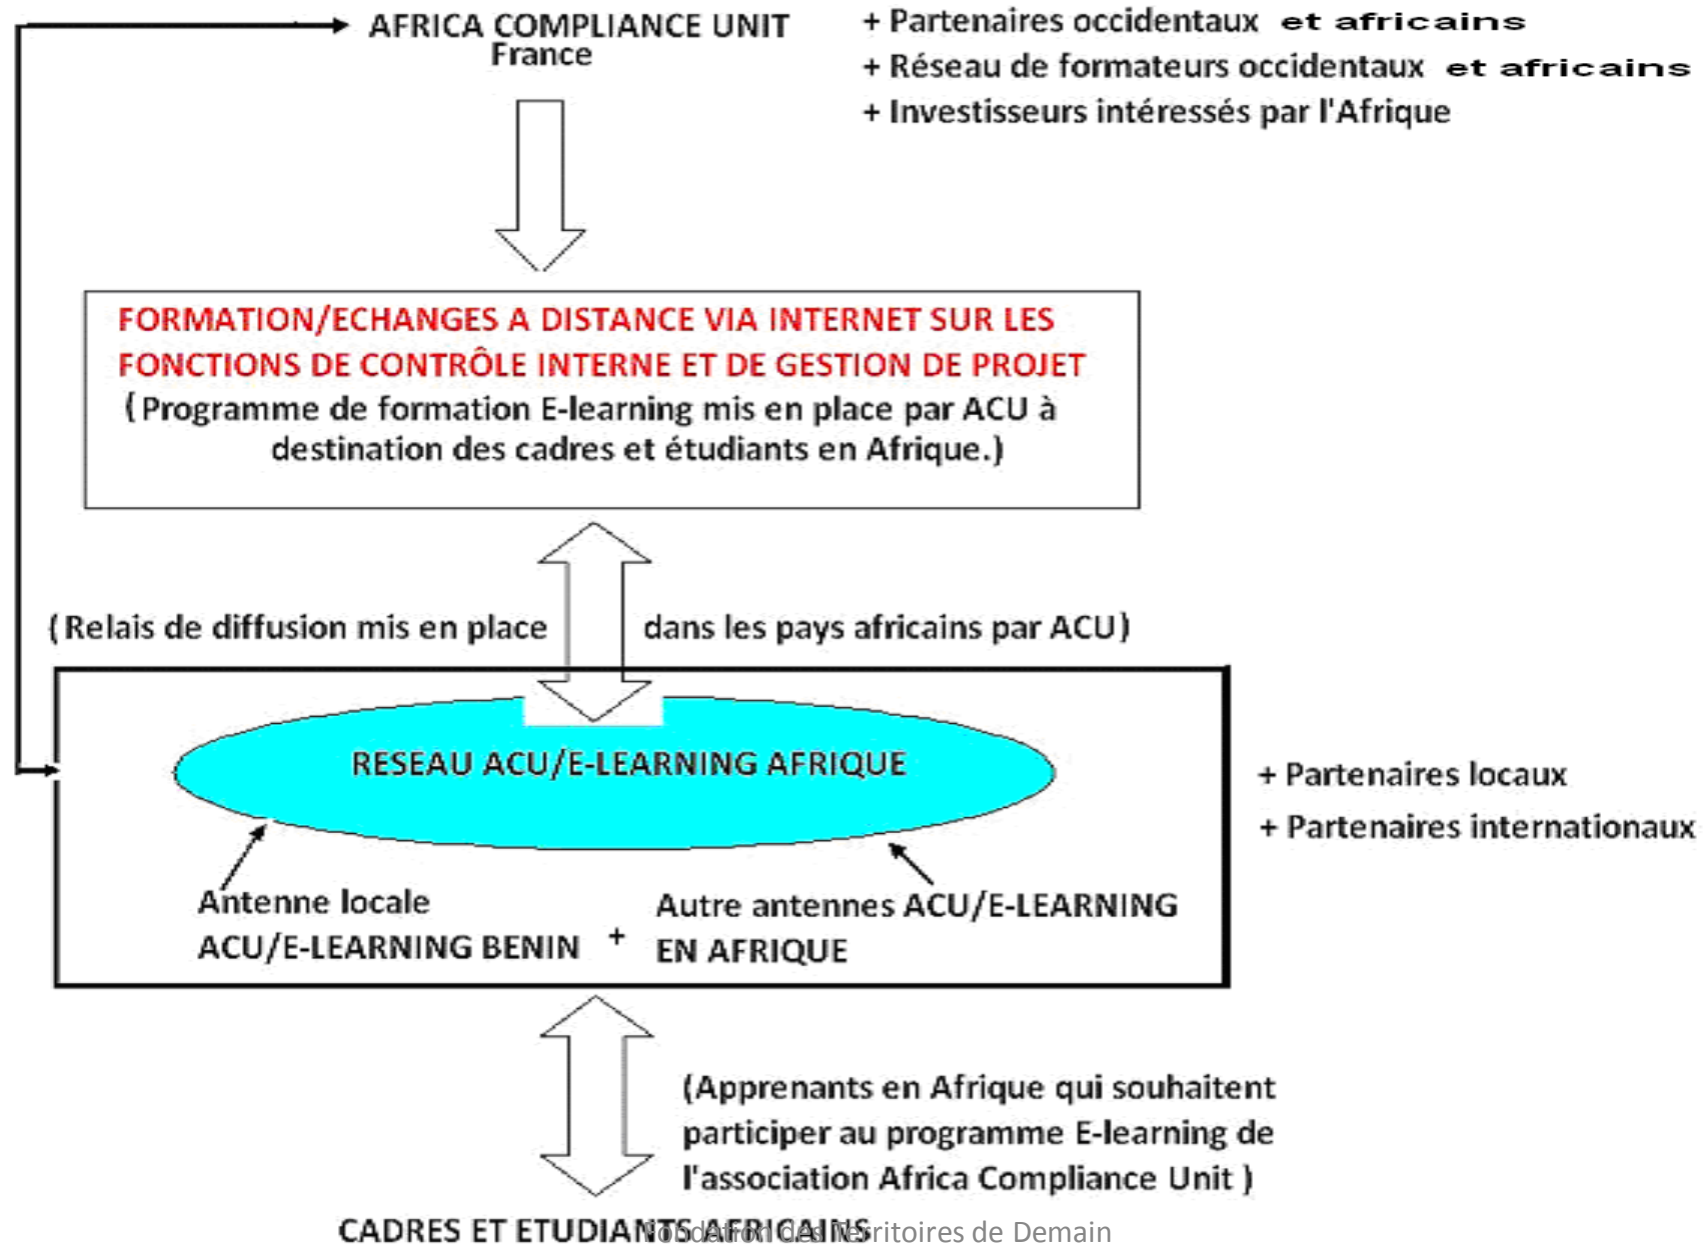 AFRICA COMPLIANCE UNIT
France
+ Partenaires occidentaux et africains
+ Réseau de formateurs occidentaux et africains
+ Investisseurs intéressés par l'Afrique
FORMATION/ECHANGES A DISTANCE VIA INTERNET SUR LES
FONCTIONS DE CONTRÔLE INTERNE ET DE GESTION DE PROJET
(Programme de formation E-learning mis en place par ACU à
destination des cadres et étudiants en Afrique.)
(Relais de diffusion mis en place dans les pays africains par ACU)
RESEAU ACU/E-LEARNING AFRIQUE
+ Partenaires locaux
+ Partenaires internationaux
Antenne locale
ACU/E-LEARNING BENIN
+
Autre antennes ACU/E-LEARNING
EN AFRIQUE
(Apprenants en Afrique qui souhaitent
participer au programme E-learning de
l'association Africa Compliance Unit )
CADRES ET ETUDIANTS AFRICAINS
Fondation des Territoires de Demain